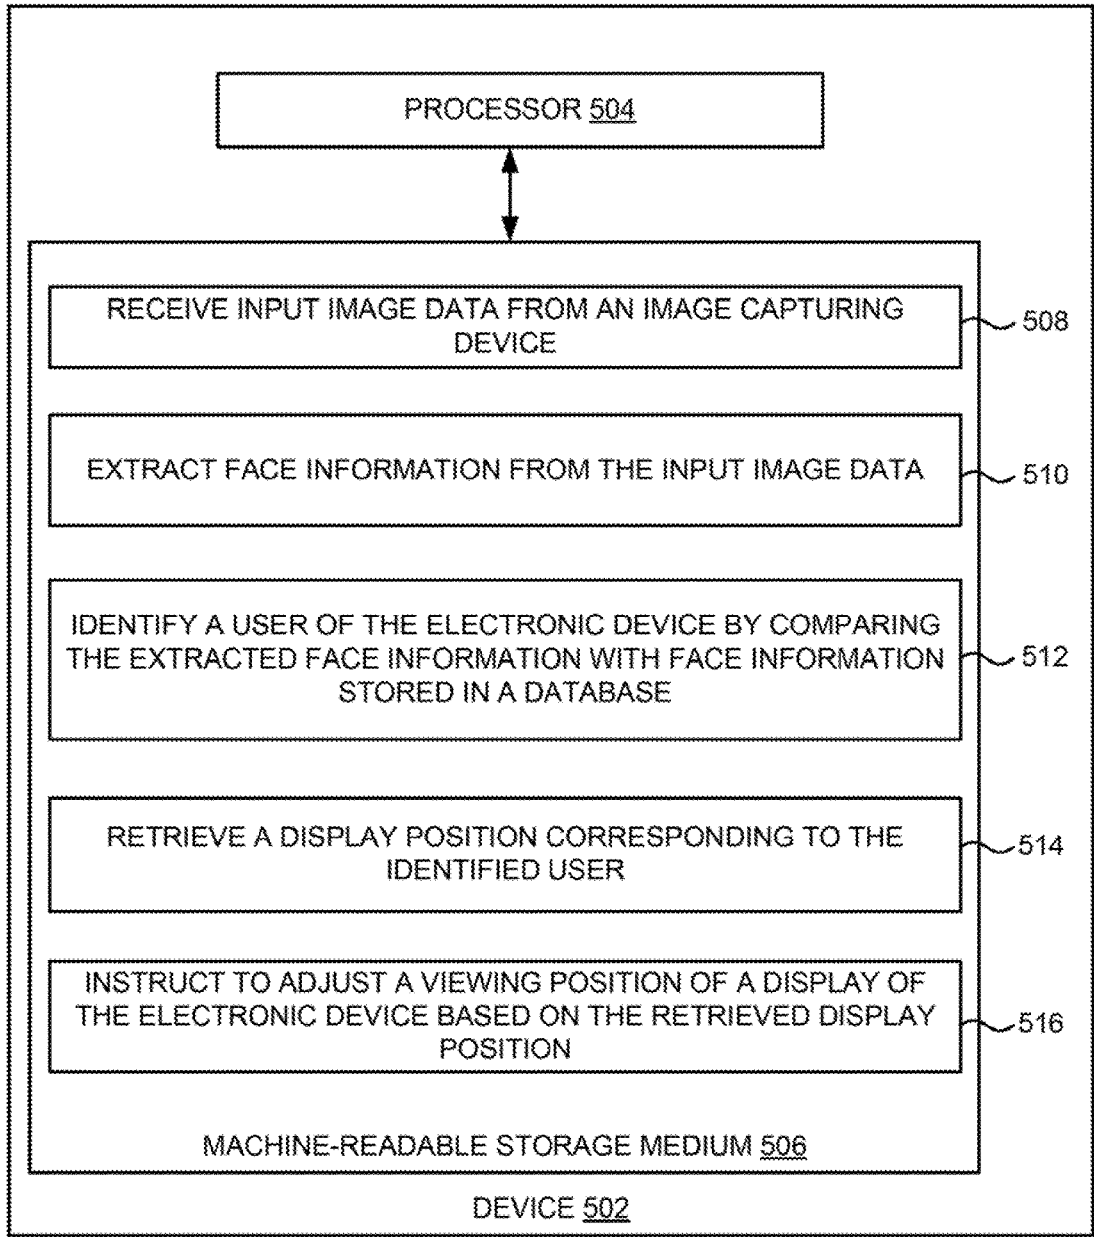 PROCESSOR 504
RECEIVE INPUT IMAGE DATA FROM AN IMAGE CAPTURING
DEVICE
508
EXTRACT FACE INFORMATION FROM THE INPUT IMAGE DATA
510
IDENTIFY A USER OF THE ELECTRONIC DEVICE BY COMPARING
THE EXTRACTED FACE INFORMATION WITH FACE INFORMATION
STORED IN A DATABASE
512
RETRIEVE A DISPLAY POSITION CORRESPONDING TO THE
IDENTIFIED USER
514
INSTRUCT TO ADJUST A VIEWING POSITION OF A DISPLAY OF
THE ELECTRONIC DEVICE BASED ON THE RETRIEVED DISPLAY
POSITION
516
MACHINE-READABLE STORAGE MEDIUM 506
DEVICE 502